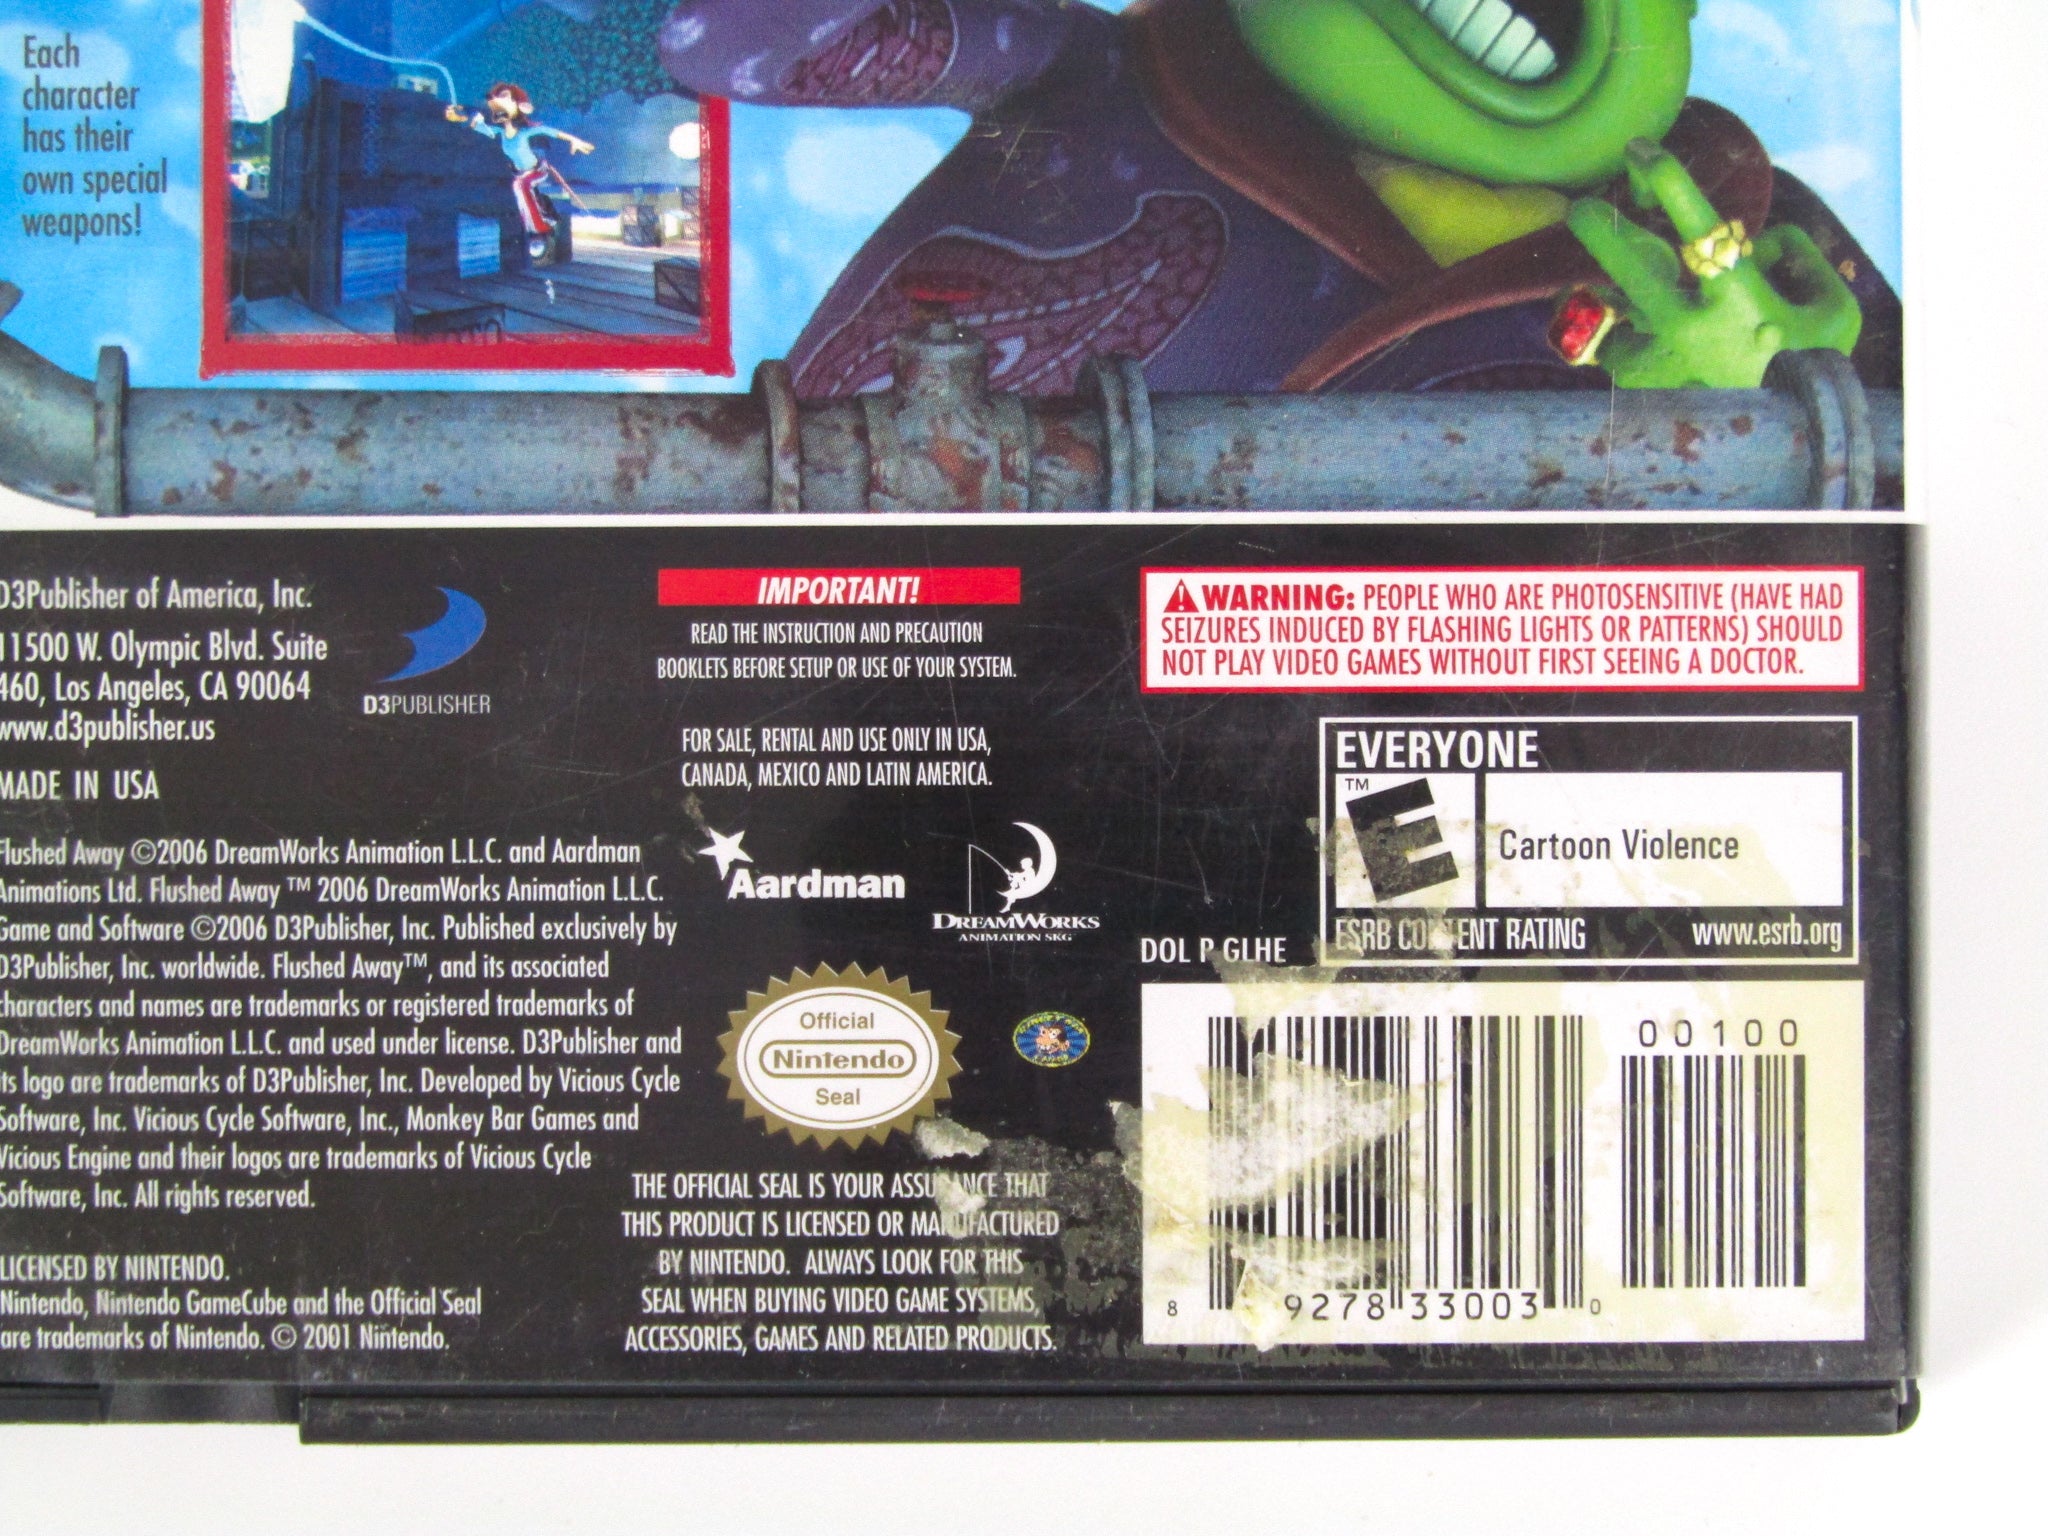 Each
character
has their
own special
weapons!
D3Publisher of America, Inc.
11500 W. Olympic Blvd. Suite
460, Los Angeles, CA 90064
www.d3publisher.us
D3PUBLISHER
MADE IN USA
Flushed Away ©2006 DreamWorks Animation L.L.C. and Aardman
Animations Ltd. Flushed Away ™ 2006 DreamWorks Animation L.L.C.
Game and Software ©2006 D3Publisher, Inc. Published exclusively by
D3Publisher, Inc. worldwide. Flushed Away™, and its associated
characters and names are trademarks or registered trademarks of
DreamWorks Animation L.L.C. and used under license. D3Publisher and
its logo are trademarks of D3Publisher, Inc. Developed by Vicious Cycle
Software, Inc. Vicious Cycle Software, Inc., Monkey Bar Games and
Vicious Engine and their logos are trademarks of Vicious Cycle
Software, Inc. All rights reserved.
LICENSED BY NINTENDO.
Nintendo, Nintendo GameCube and the Official Seal
are trademarks of Nintendo. © 2001 Nintendo.
IMPORTANT!
READ THE INSTRUCTION AND PRECAUTION
BOOKLETS BEFORE SETUP OR USE OF YOUR SYSTEM.
FOR SALE, RENTAL AND USE ONLY IN USA,
CANADA, MEXICO AND LATIN AMERICA.
Aardman
DREAMWORKS
ANIMATION SKG
Official
Nintendo
Seal
THE OFFICIAL SEAL IS YOUR ASSURANCE THAT
THIS PRODUCT IS LICENSED OR MANUFACTURED
BY NINTENDO. ALWAYS LOOK FOR THIS
SEAL WHEN BUYING VIDEO GAME SYSTEMS,
ACCESSORIES, GAMES AND RELATED PRODUCTS.
WARNING: PEOPLE WHO ARE PHOTOSENSITIVE (HAVE HAD
SEIZURES INDUCED BY FLASHING LIGHTS OR PATTERNS) SHOULD
NOT PLAY VIDEO GAMES WITHOUT FIRST SEEING A DOCTOR.
EVERYONE
™
E
Cartoon Violence
ESRB CONTENT RATING www.esrb.org
DOL P GLHE
00100
8 92783 33003 0